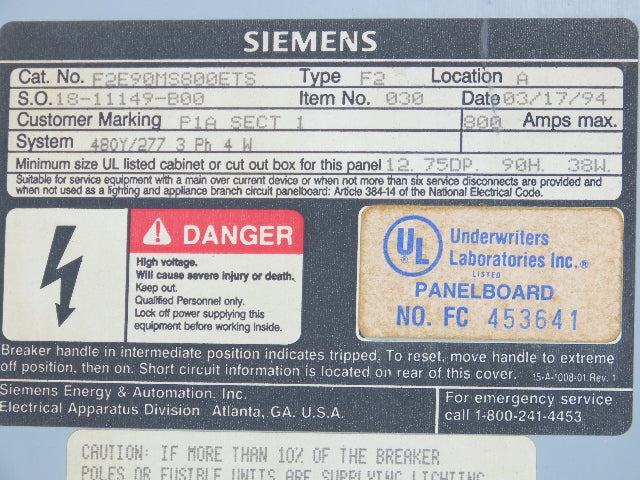 SIEMENS
Cat. No. F2E90MS800ETS Type F2 Location A
S.O. 18-11149-B00 Item No. 030 Date 03/17/94
Customer Marking P1A SECT 1 800 Amps max.
System 480Y/277 3 Ph 4 W
Minimum size UL listed cabinet or cut out box for this panel 12.75DP. 90H. 38W.
Suitable for service equipment with a main over current device or when not more than six service disconnects are provided and
when not used as a lighting and appliance branch circuit panelboard: Article 384-14 of the National Electrical Code.
DANGER
High voltage.
Will cause severe injury or death.
Keep out.
Qualified Personnel only.
Lock off power supplying this
equipment before working inside.
UL Underwriters
Laboratories Inc.®
LISTED
PANELBOARD
NO. FC 453641
Breaker handle in intermediate position indicates tripped. To reset, move handle to extreme
off position, then on. Short circuit information is located on rear of this cover. 15-A-1008-01 Rev. 1
Siemens Energy & Automation, Inc.
Electrical Apparatus Division Atlanta, GA. U.S.A.
For emergency service
call 1-800-241-4453
CAUTION: IF MORE THAN 10% OF THE BREAKER
POLES OR FUSIBLE UNITS ARE SUPPLYING LIGHTING